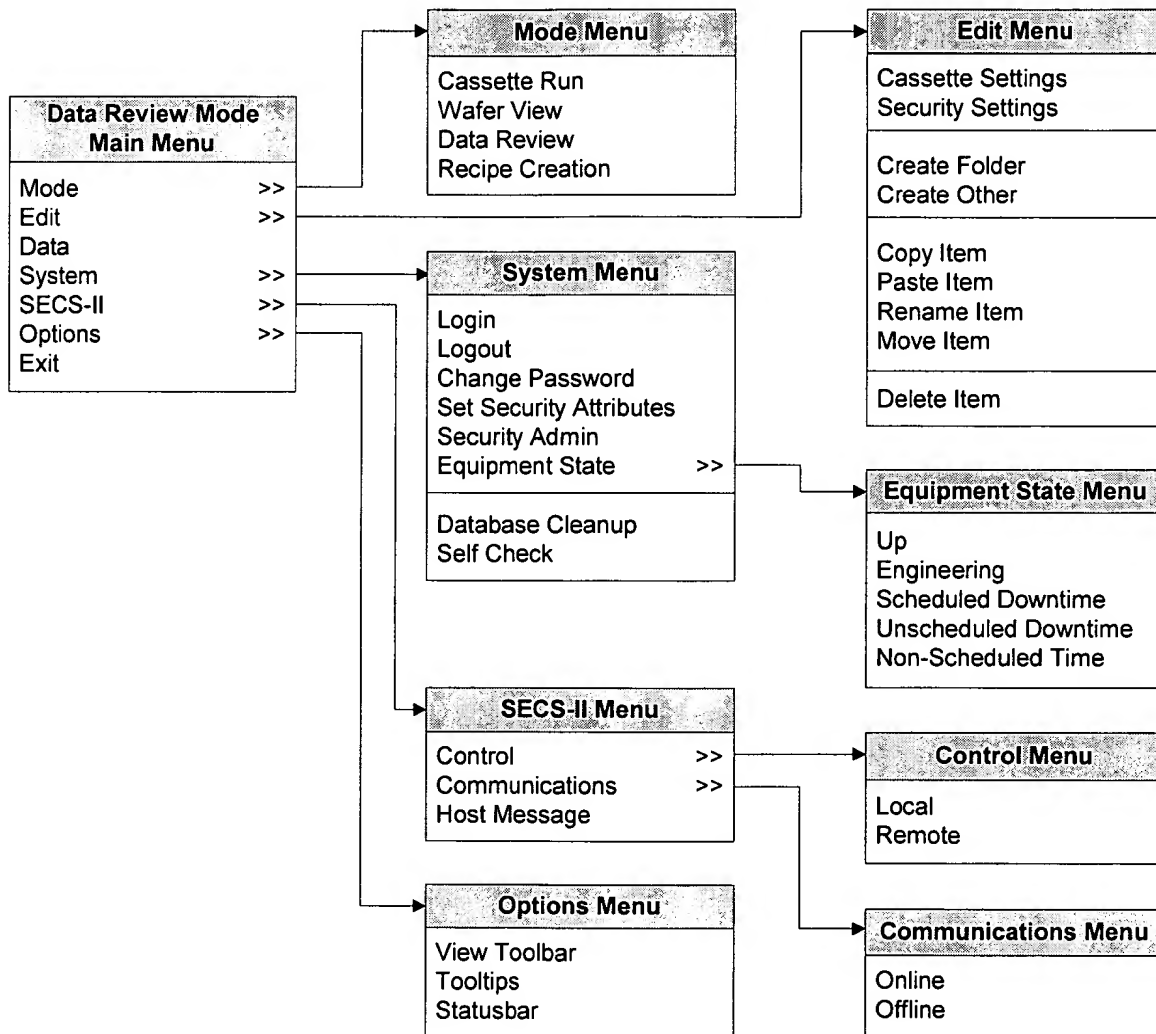 Data Review Mode
Main Menu
Mode >>
Edit >>
Data
System >>
SECS-II >>
Options >>
Exit
Mode Menu
Cassette Run
Wafer View
Data Review
Recipe Creation
Edit Menu
Cassette Settings
Security Settings
Create Folder
Create Other
Copy Item
Paste Item
Rename Item
Move Item
Delete Item
System Menu
Login
Logout
Change Password
Set Security Attributes
Security Admin
Equipment State >>
Database Cleanup
Self Check
Equipment State Menu
Up
Engineering
Scheduled Downtime
Unscheduled Downtime
Non-Scheduled Time
SECS-II Menu
Control >>
Communications >>
Host Message
Control Menu
Local
Remote
Options Menu
View Toolbar
Tooltips
Statusbar
Communications Menu
Online
Offline